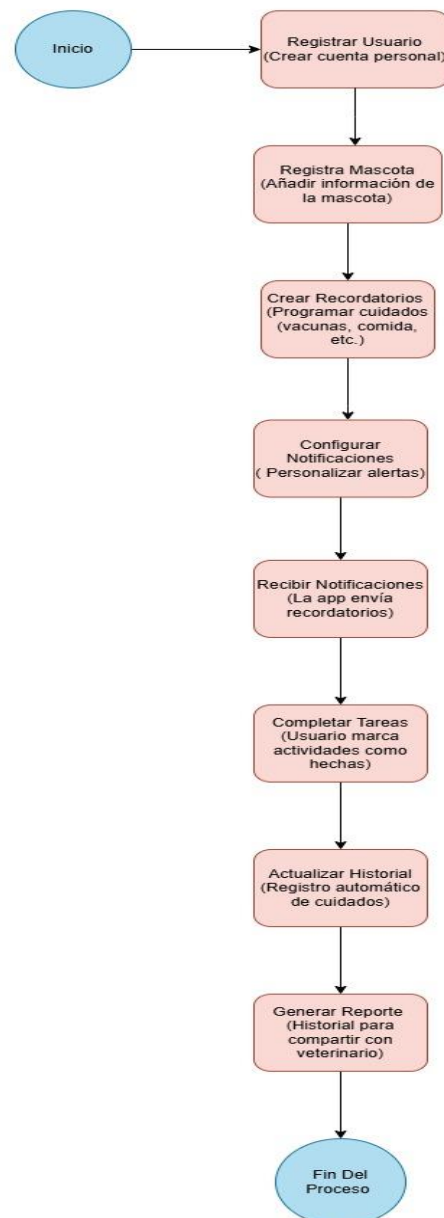 Inicio
Registrar Usuario
(Crear cuenta personal)
Registra Mascota
(Añadir información de
la mascota)
Crear Recordatorios
(Programar cuidados
(vacunas, comida,
etc.)
Configurar
Notificaciones
( Personalizar alertas)
Recibir Notificaciones
(La app envía
recordatorios)
Completar Tareas
(Usuario marca
actividades como
hechas)
Actualizar Historial
(Registro automático
de cuidados)
Generar Reporte
(Historial para
compartir con
veterinario)
Fin Del
Proceso